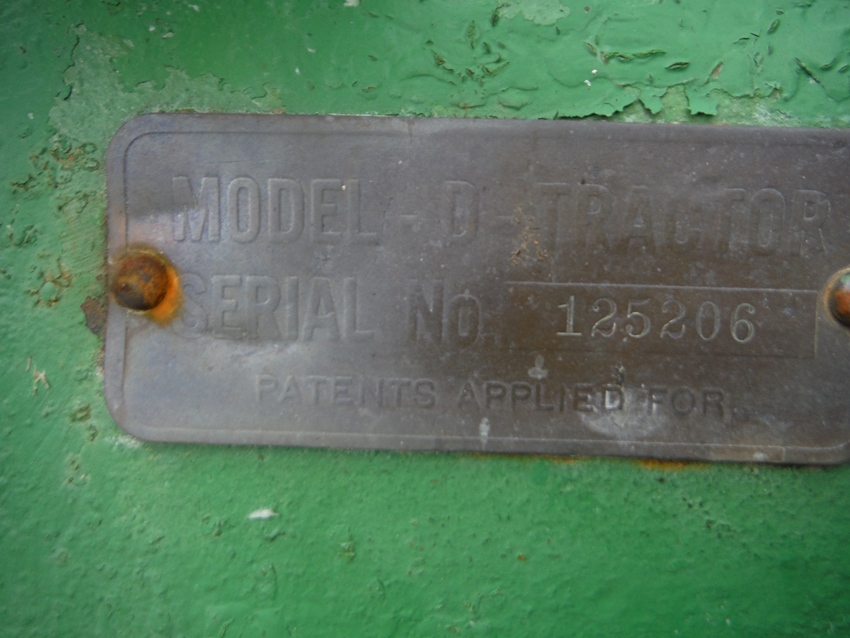 MODEL-D-TRACTOR
SERIAL NO. 125206
PATENTS APPLIED FOR